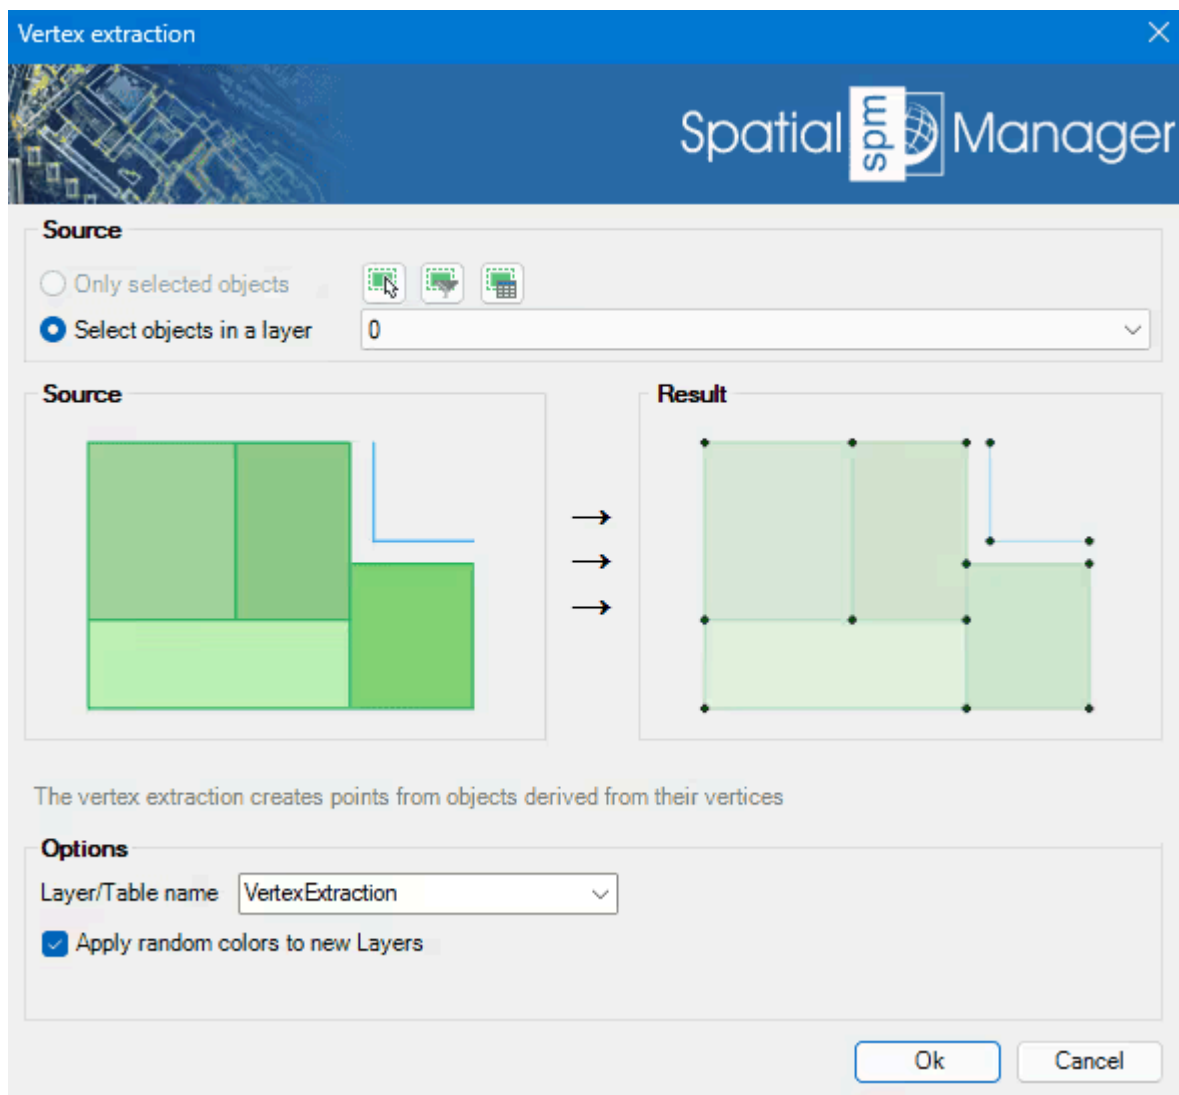 Vertex extraction
Spatial spm Manager
Source
Only selected objects
Select objects in a layer 0
Source Result
The vertex extraction creates points from objects derived from their vertices
Options
Layer/Table name VertexExtraction
Apply random colors to new Layers
Ok Cancel